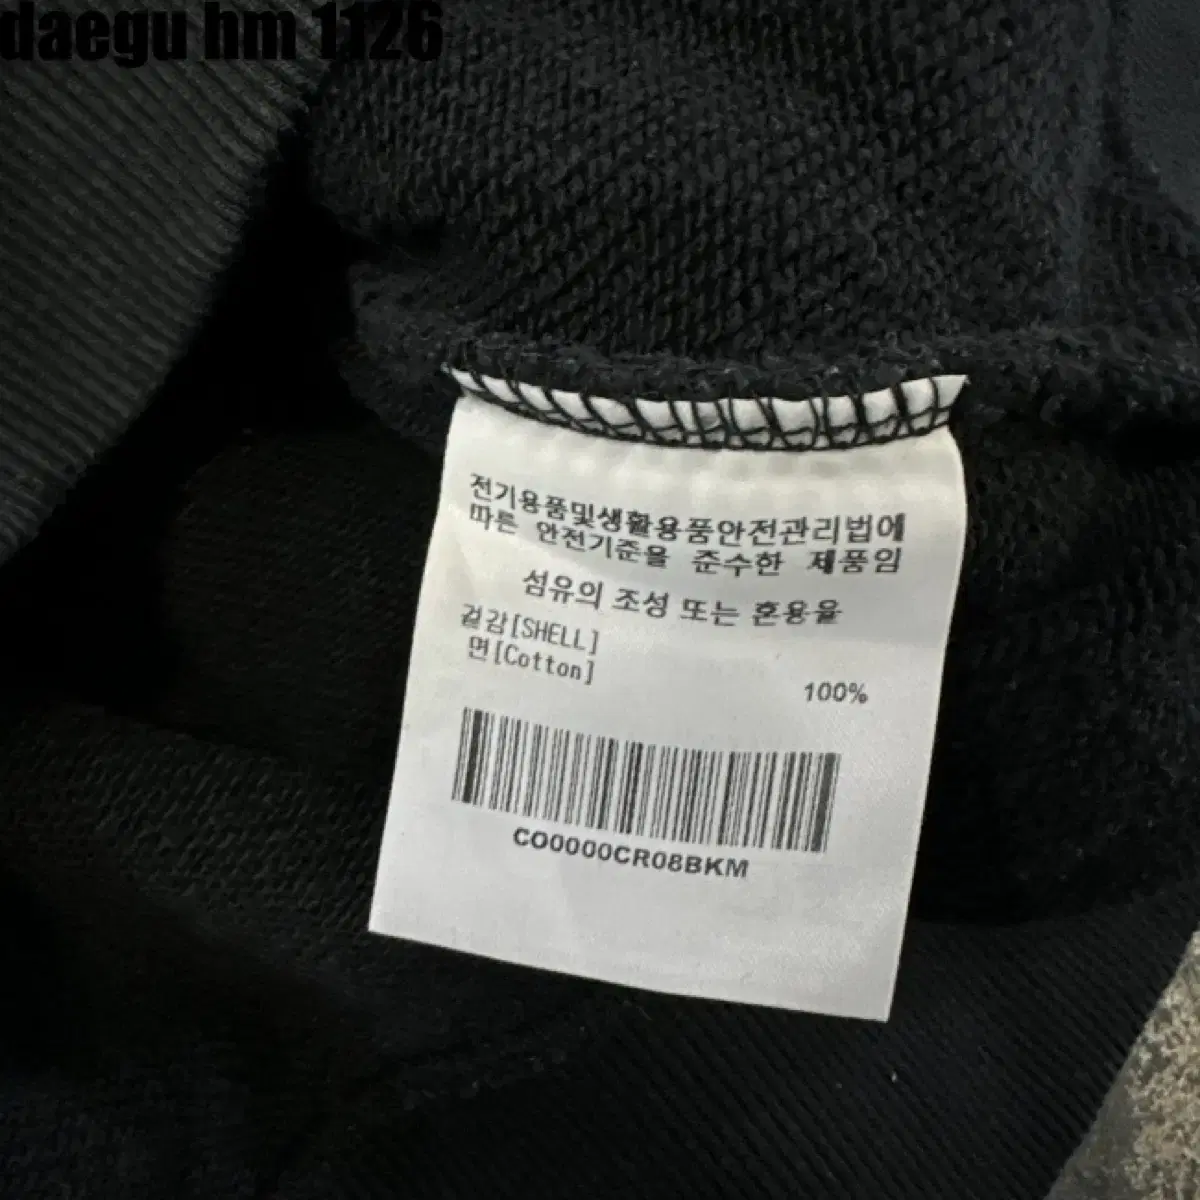 daegu hm 1126
전기용품및생활용품안전관리법에
따른 안전기준을 준수한 제품임
섬유의 조성 또는 혼용율
겉감[SHELL]
면[Cotton]
100%
CO0000CR08BKM